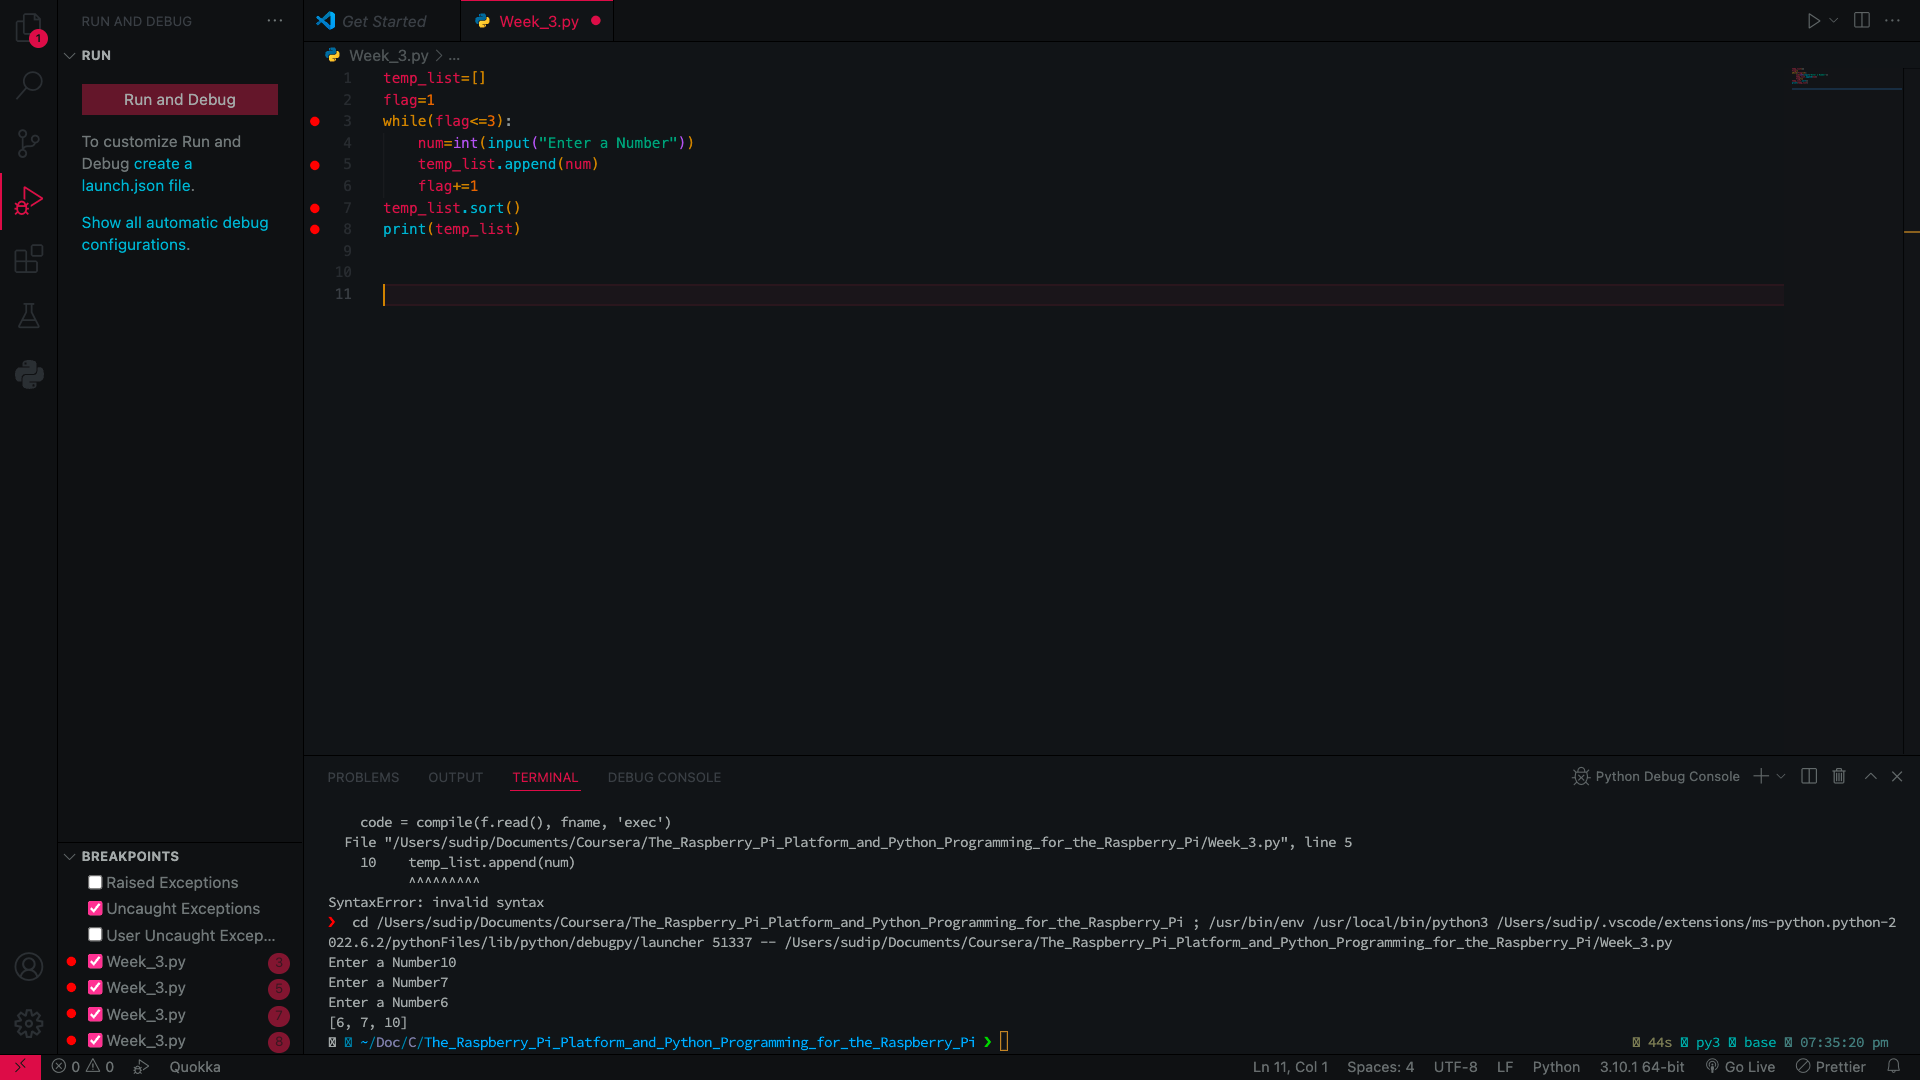 RUN AND DEBUG
RUN
Run and Debug
To customize Run and
Debug create a
launch.json file.
Show all automatic debug
configurations.
1
Get Started
Week_3.py
Week_3.py > ...
1 temp_list=[]
2 flag=1
3 while(flag<=3):
4 num=int(input("Enter a Number"))
5 temp_list.append(num)
6 flag+=1
7 temp_list.sort()
8 print(temp_list)
9
10
11
BREAKPOINTS
Raised Exceptions
Uncaught Exceptions
User Uncaught Excep...
Week_3.py 3
Week_3.py 5
Week_3.py 7
Week_3.py 8
PROBLEMS OUTPUT TERMINAL DEBUG CONSOLE
Python Debug Console
code = compile(f.read(), fname, 'exec')
File "/Users/sudip/Documents/Coursera/The_Raspberry_Pi_Platform_and_Python_Programming_for_the_Raspberry_Pi/Week_3.py", line 5
10 temp_list.append(num)
^^^^^^^^^
SyntaxError: invalid syntax
❯ cd /Users/sudip/Documents/Coursera/The_Raspberry_Pi_Platform_and_Python_Programming_for_the_Raspberry_Pi ; /usr/bin/env /usr/local/bin/python3 /Users/sudip/.vscode/extensions/ms-python.python-2
022.6.2/pythonFiles/lib/python/debugpy/launcher 51337 -- /Users/sudip/Documents/Coursera/The_Raspberry_Pi_Platform_and_Python_Programming_for_the_Raspberry_Pi/Week_3.py
Enter a Number10
Enter a Number7
Enter a Number6
[6, 7, 10]
~/Doc/C/The_Raspberry_Pi_Platform_and_Python_Programming_for_the_Raspberry_Pi ❯ 44s py3 base 07:35:20 pm
0 0 Quokka Ln 11, Col 1 Spaces: 4 UTF-8 LF Python 3.10.1 64-bit Go Live Prettier